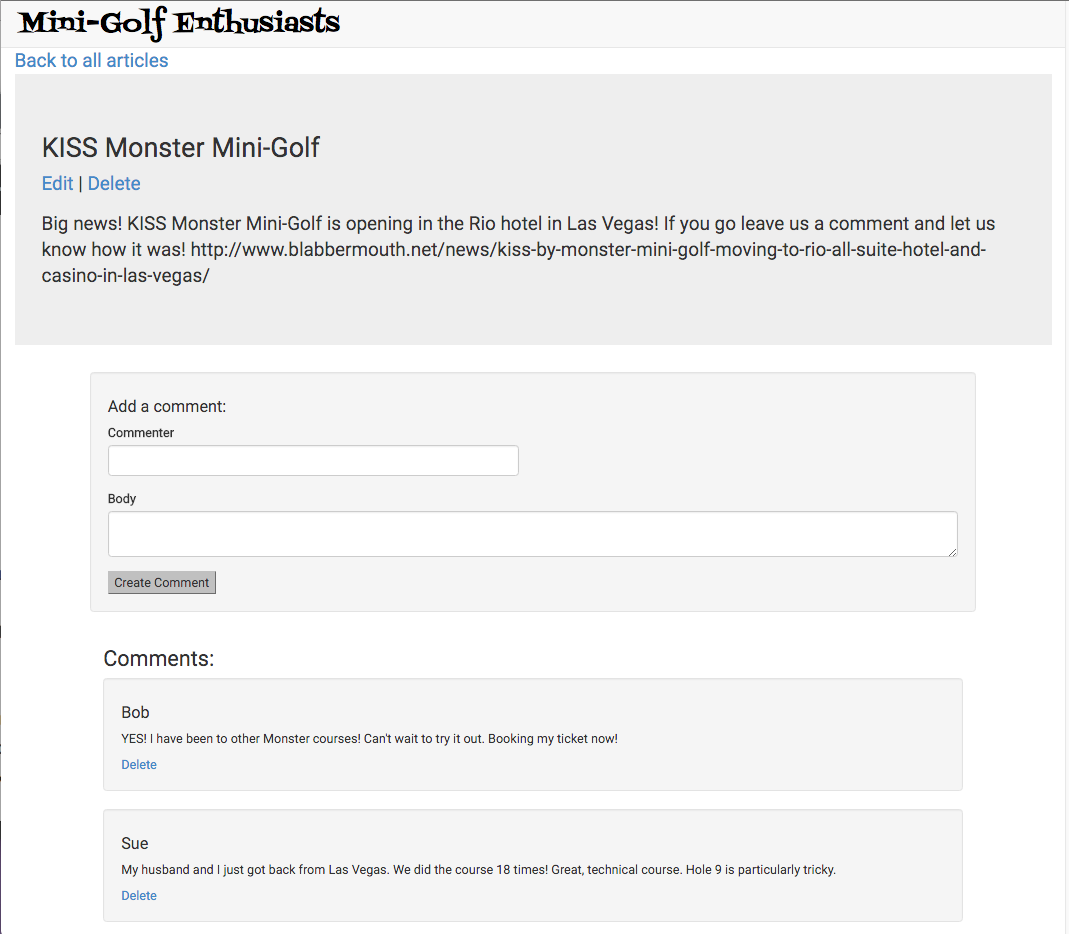 Mini-Golf Enthusiasts
Back to all articles
KISS Monster Mini-Golf
Edit | Delete
Big news! KISS Monster Mini-Golf is opening in the Rio hotel in Las Vegas! If you go leave us a comment and let us
know how it was! http://www.blabbermouth.net/news/kiss-by-monster-mini-golf-moving-to-rio-all-suite-hotel-and-
casino-in-las-vegas/
Add a comment:
Commenter
Body
Create Comment
Comments:
Bob
YES! I have been to other Monster courses! Can't wait to try it out. Booking my ticket now!
Delete
Sue
My husband and I just got back from Las Vegas. We did the course 18 times! Great, technical course. Hole 9 is particularly tricky.
Delete